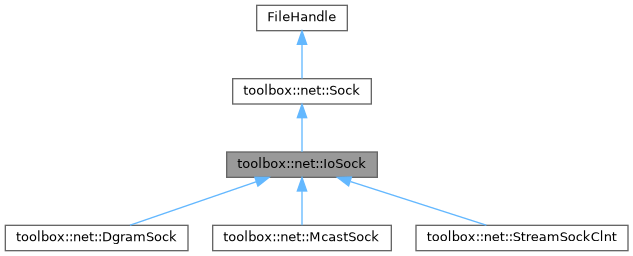 FileHandle
toolbox::net::Sock
toolbox::net::IoSock
toolbox::net::DgramSock
toolbox::net::McastSock
toolbox::net::StreamSockClnt